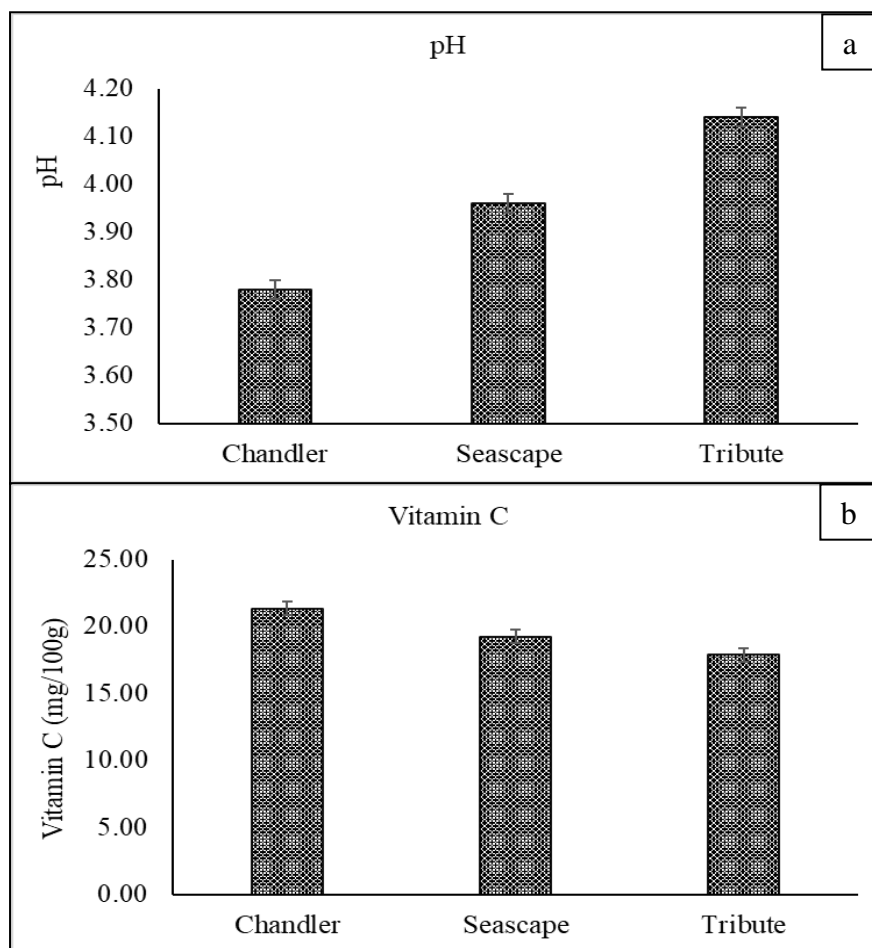 pH
a
4.20
4.10
4.00
3.90
3.80
3.70
3.60
3.50
pH
Chandler Seascape Tribute
Vitamin C
b
25.00
20.00
15.00
10.00
5.00
0.00
Vitamin C (mg/100g)
Chandler Seascape Tribute